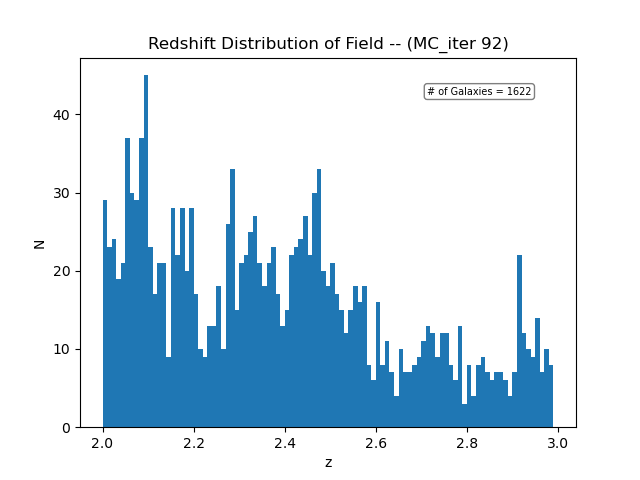 Redshift Distribution of Field -- (MC_iter 92)
# of Galaxies = 1622
40
30
20
10
0
N
2.0 2.2 2.4 2.6 2.8 3.0
z